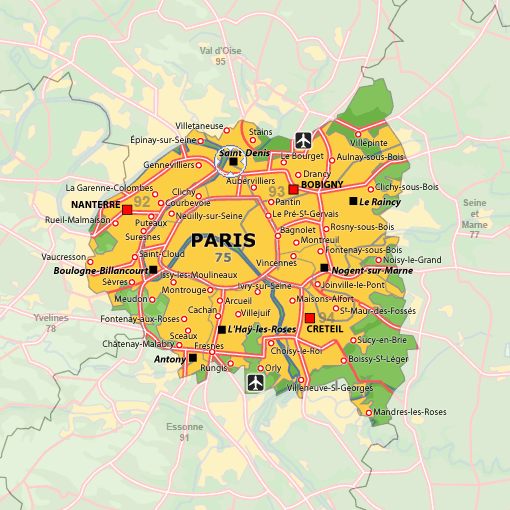 Val d'Oise
95
Villetaneuse
Stains
Épinay-sur-Seine
Villepinte
Saint-Denis
Le Bourget
Aulnay-sous-Bois
Gennevilliers
Drancy
Aubervilliers
La Garenne-Colombes
Clichy
93
BOBIGNY
Clichy-sous-Bois
92
NANTERRE
Courbevoie
Pantin
Le Raincy
Seine
et
Marne
77
Rueil-Malmaison
Puteaux
Neuilly-sur-Seine
Le Pré-St-Gervais
Suresnes
Bagnolet
Rosny-sous-Bois
PARIS
75
Montreuil
Fontenay-sous-Bois
Vaucresson
Saint-Cloud
Vincennes
Noisy-le-Grand
Boulogne-Billancourt
Nogent-sur-Marne
Issy-les-Moulineaux
Sèvres
Ivry-sur-Seine
Joinville-le-Pont
Montrouge
Meudon
Arcueil
Maisons-Alfort
Cachan
Villejuif
St-Maur-des-Fossés
Yvelines
78
Fontenay-aux-Roses
94
L'Haÿ-les-Roses
CRETEIL
Sceaux
Sucy-en-Brie
Châtenay-Malabry
Fresnes
Choisy-le-Roi
Antony
Boissy-St-Léger
Rungis
Orly
Villeneuve-St-Georges
Mandres-les-Roses
Essonne
91